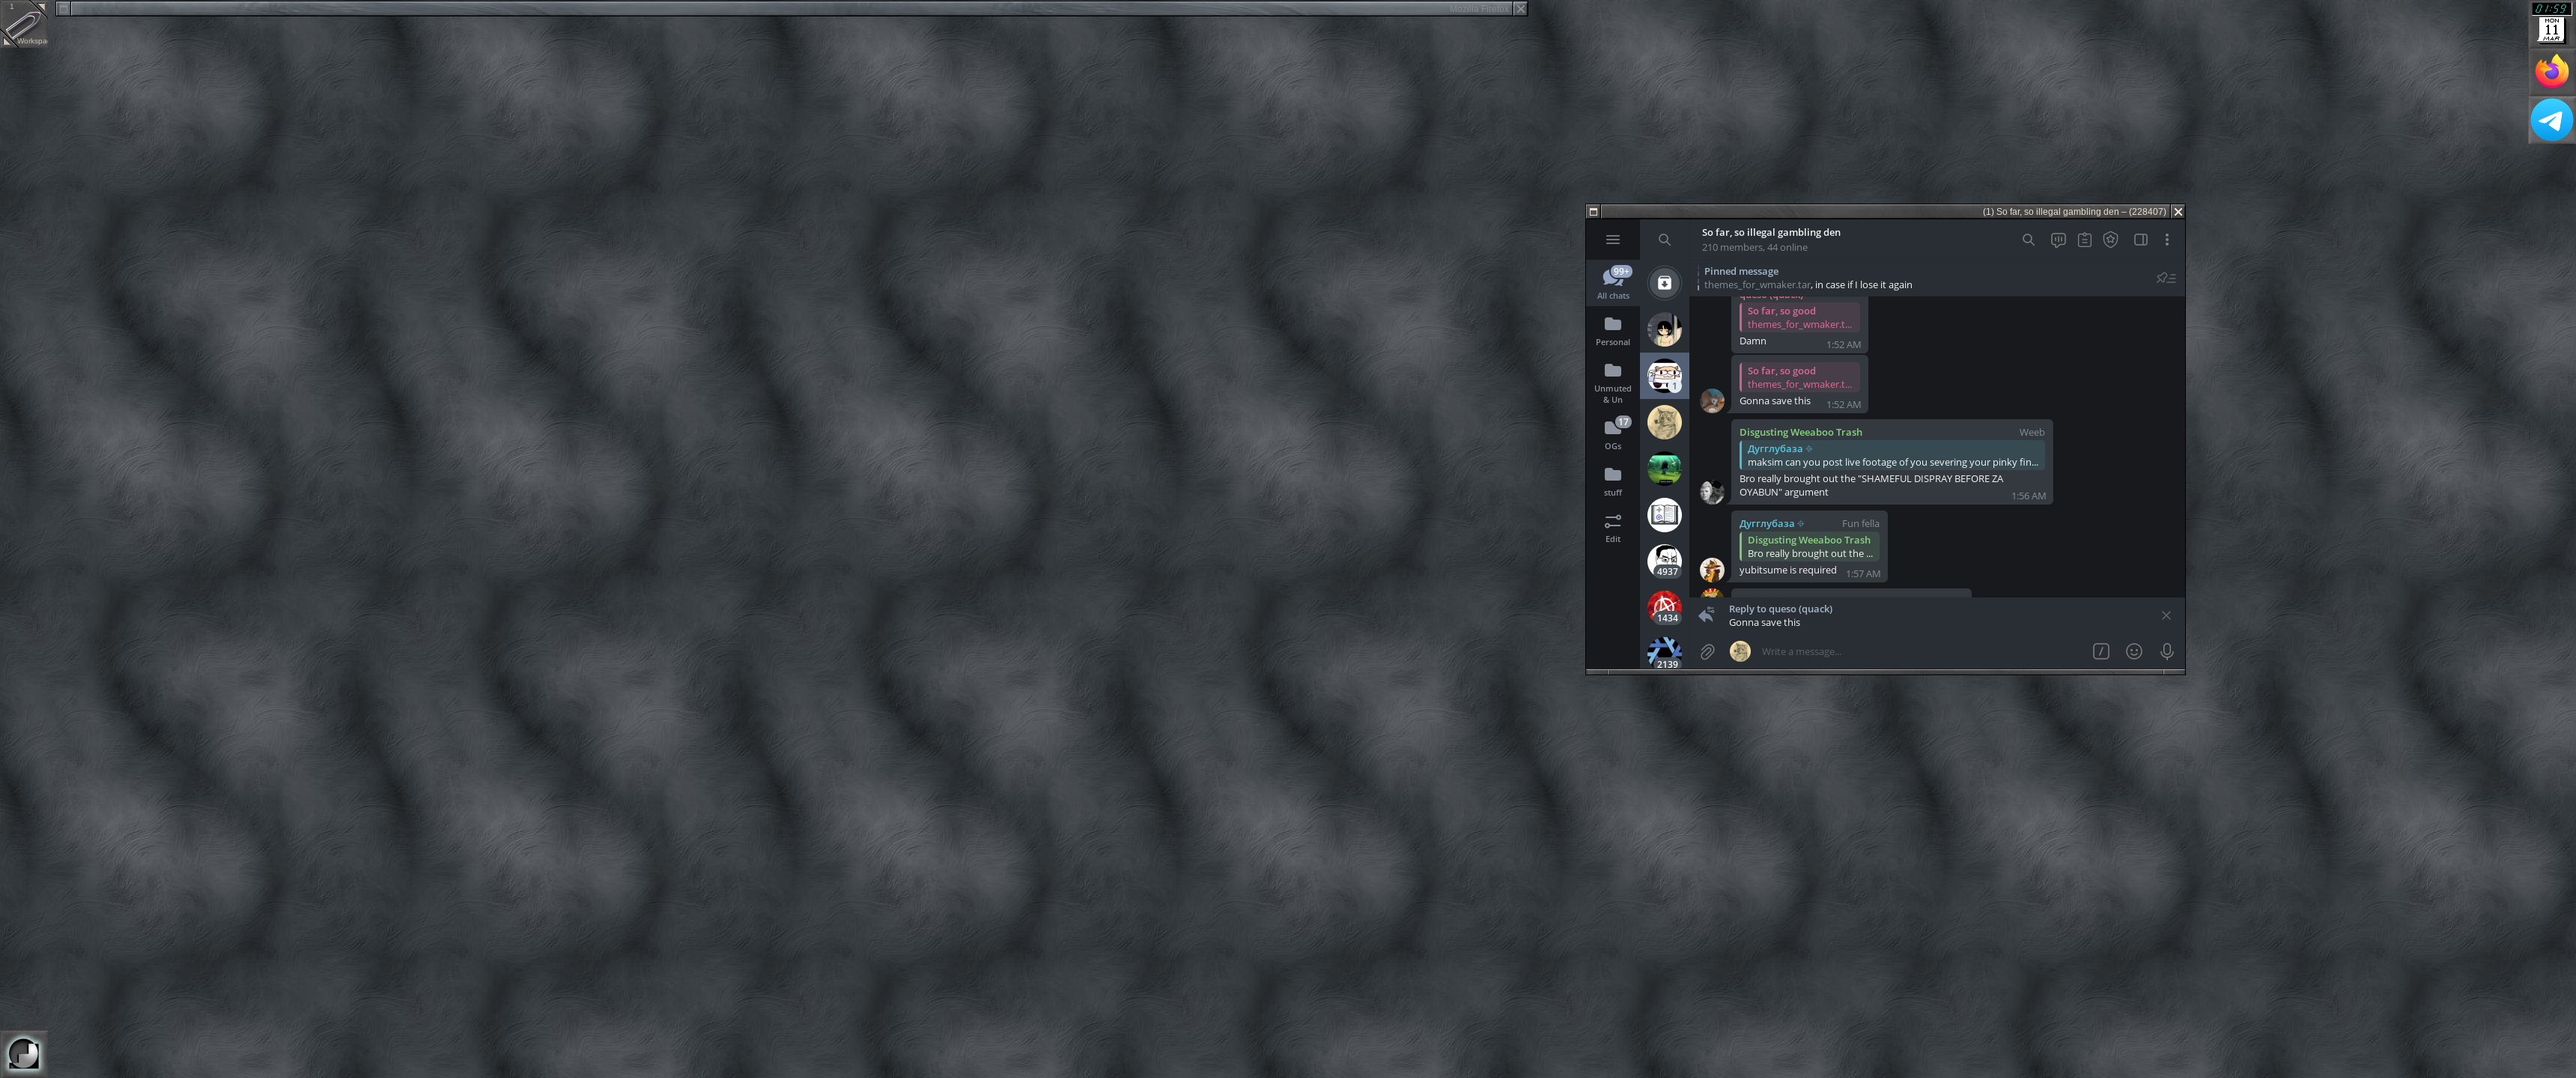 1
Workspa
Mozilla Firefox
01:59
MON
11
MAR
(1) So far, so illegal gambling den – (228407)
So far, so illegal gambling den
210 members, 44 online
99+
All chats
Personal
Unmuted
& Un
17
OGs
stuff
Edit
1
4937
1434
2139
Pinned message
themes_for_wmaker.tar, in case if I lose it again
queso (quack)
So far, so good
themes_for_wmaker.t...
Damn
1:52 AM
So far, so good
themes_for_wmaker.t...
Gonna save this
1:52 AM
Disgusting Weeaboo Trash
Weeb
Дугглубаза
maksim can you post live footage of you severing your pinky fin...
Bro really brought out the "SHAMEFUL DISPRAY BEFORE ZA
OYABUN" argument
1:56 AM
Дугглубаза
Fun fella
Disgusting Weeaboo Trash
Bro really brought out the ...
yubitsume is required
1:57 AM
Reply to queso (quack)
Gonna save this
Write a message...